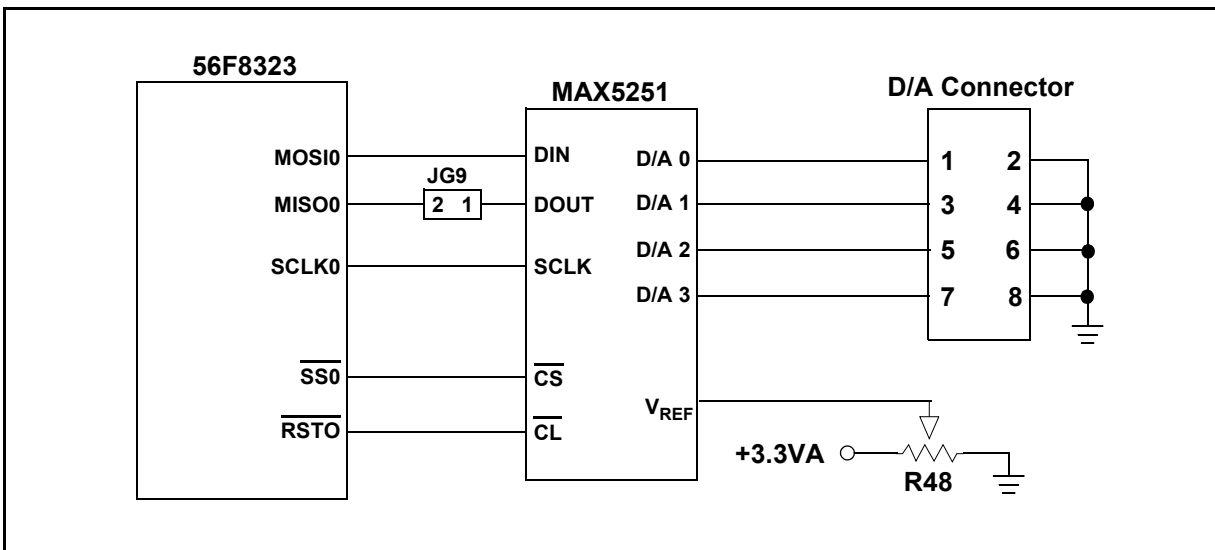 56F8323
MOSI0
MISO0
SCLK0
SS0
RSTO
JG9
2 1
MAX5251
DIN
DOUT
SCLK
CS
CL
D/A 0
D/A 1
D/A 2
D/A 3
VREF
D/A Connector
1 2
3 4
5 6
7 8
+3.3VA
R48